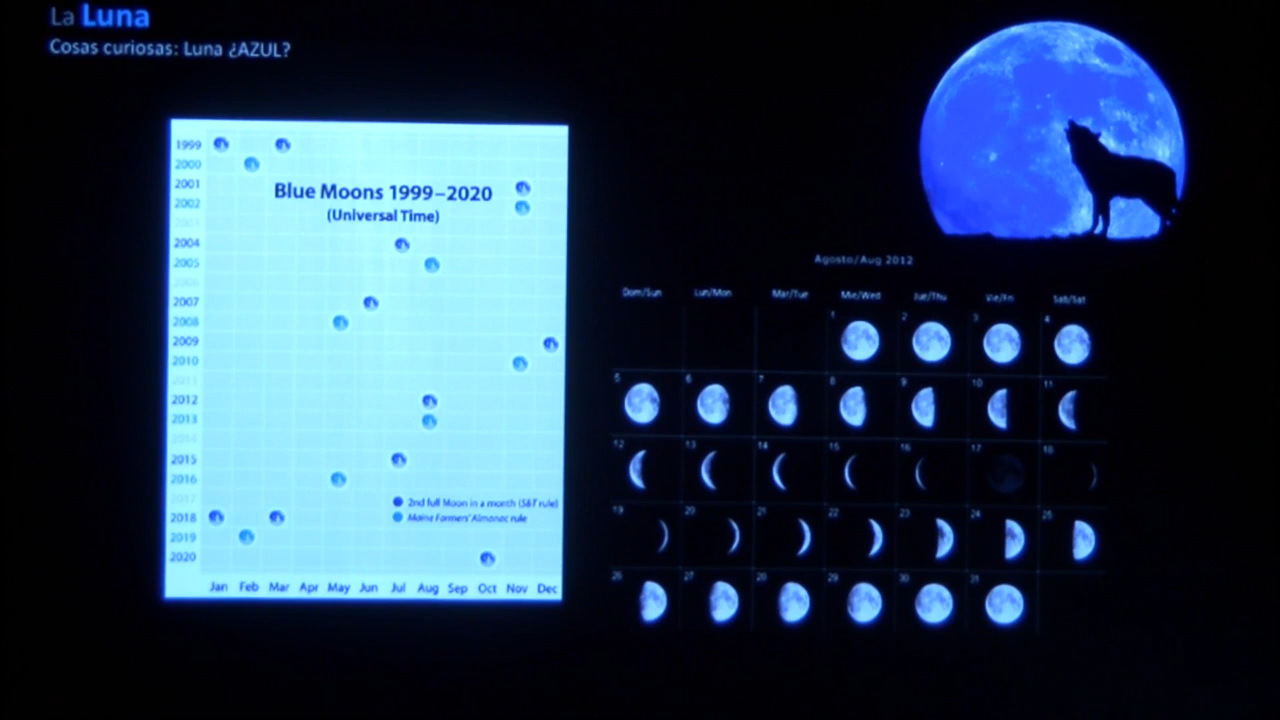 La Luna
Cosas curiosas: Luna ¿AZUL?
Blue Moons 1999–2020
(Universal Time)
1999
2000
2001
2002
2003
2004
2005
2006
2007
2008
2009
2010
2011
2012
2013
2014
2015
2016
2017
2018
2019
2020
2nd full Moon in a month (S&T rule)
Maine Farmers' Almanac rule
Jan Feb Mar Apr May Jun Jul Aug Sep Oct Nov Dec
Agosto/Aug 2012
Dom/Sun Lun/Mon Mar/Tue Mie/Wed Jue/Thu Vie/Fri Sab/Sat
1 2 3 4
5 6 7 8 9 10 11
12 13 14 15 16 17 18
19 20 21 22 23 24 25
26 27 28 29 30 31